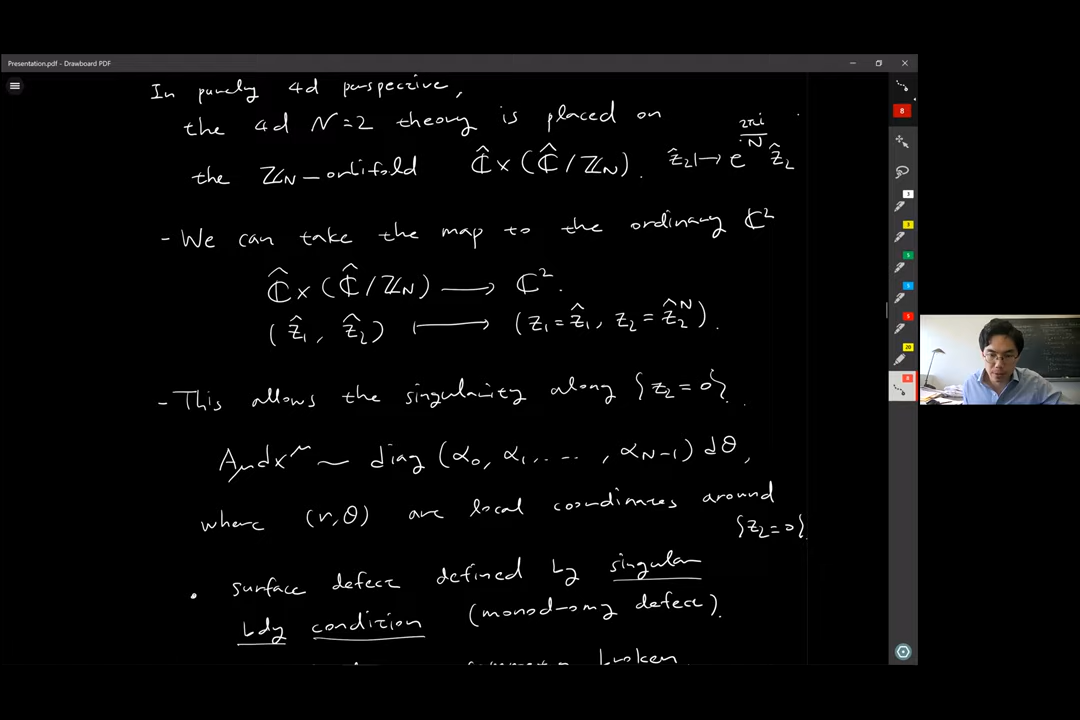 Presentation.pdf - Drawboard PDF
In purely 4d perspective,
the 4d N=2 theory is placed on
the ℤN-orbifold Ĉ×(Ĉ/ℤN). ẑ2 ↦ e^{2πi/N} ẑ2
- We can take the map to the ordinary ℂ²
Ĉ×(Ĉ/ℤN) ⟶ ℂ².
(ẑ1, ẑ2) ⟼ (z1=ẑ1, z2=ẑ2^N).
- This allows the singularity along {z2=0}.
Aμdx^μ ~ diag (α0, α1, ..., αN-1) dθ,
where (r,θ) are local coordinates around
{z2=0}.
• surface defect defined by singular
bdy condition (monodromy defect).
broken